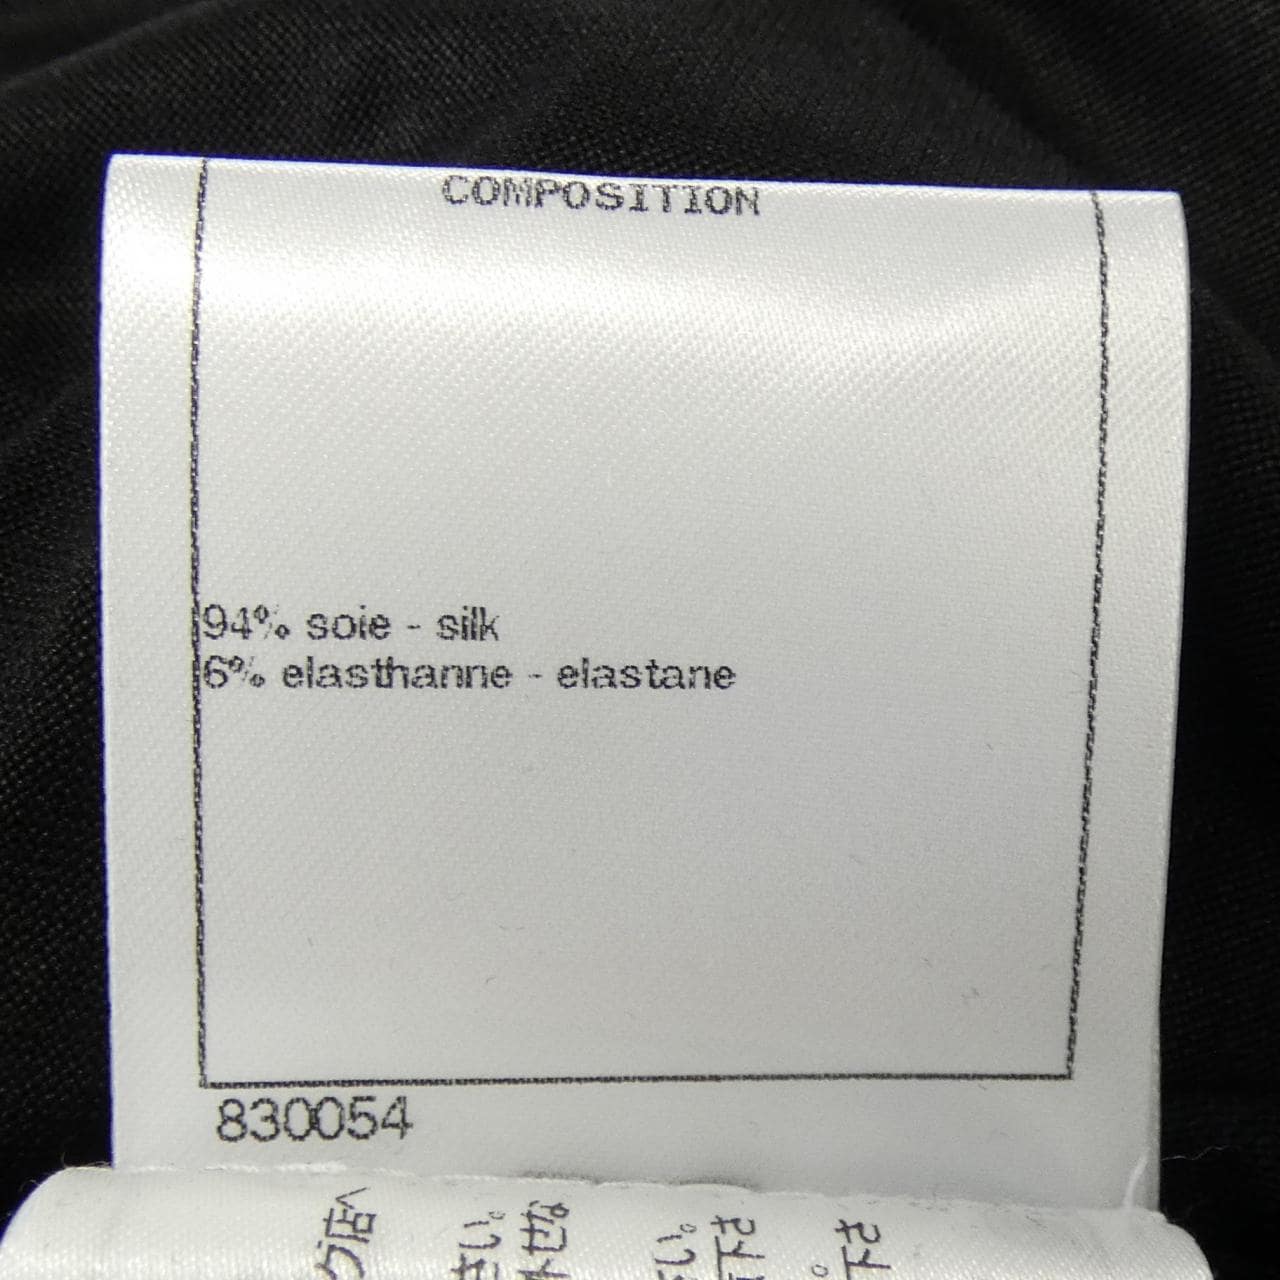 COMPOSITION
94% soie - silk
6% elasthanne - elastane
830054